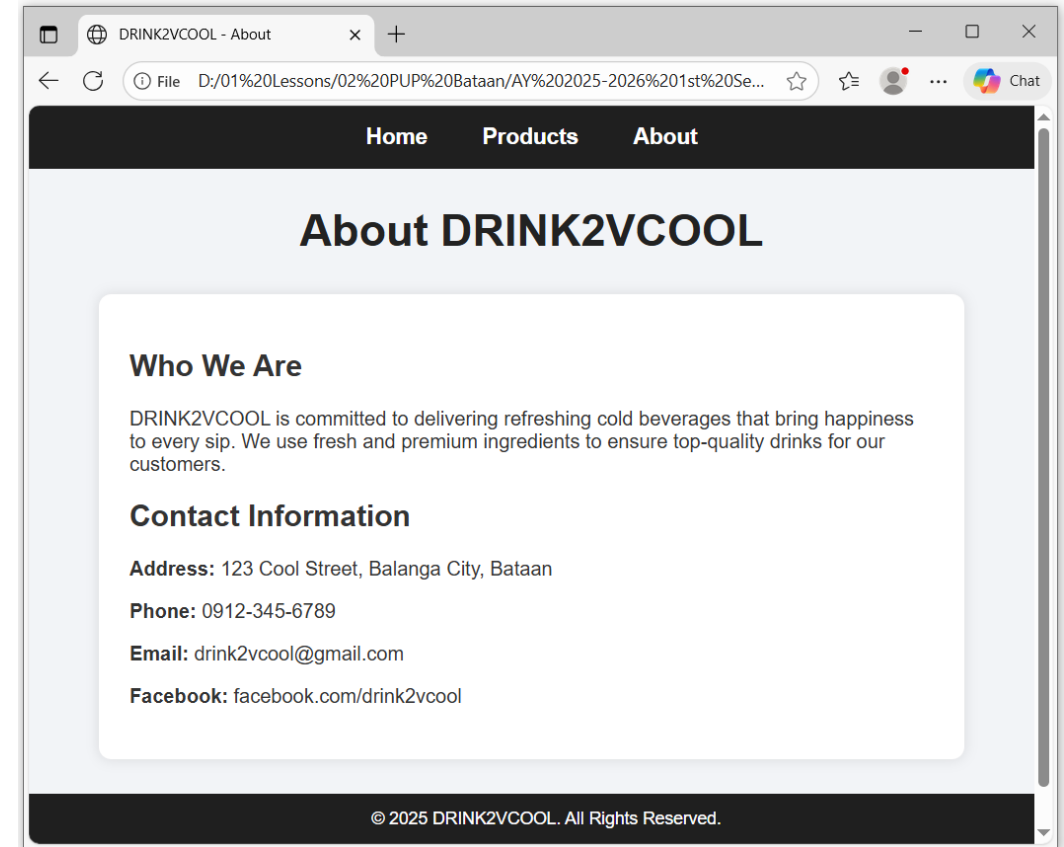 DRINK2VCOOL - About
File D:/01%20Lessons/02%20PUP%20Bataan/AY%202025-2026%201st%20Se...
Chat
Home Products About
About DRINK2VCOOL
Who We Are
DRINK2VCOOL is committed to delivering refreshing cold beverages that bring happiness
to every sip. We use fresh and premium ingredients to ensure top-quality drinks for our
customers.
Contact Information
Address: 123 Cool Street, Balanga City, Bataan
Phone: 0912-345-6789
Email: drink2vcool@gmail.com
Facebook: facebook.com/drink2vcool
© 2025 DRINK2VCOOL. All Rights Reserved.